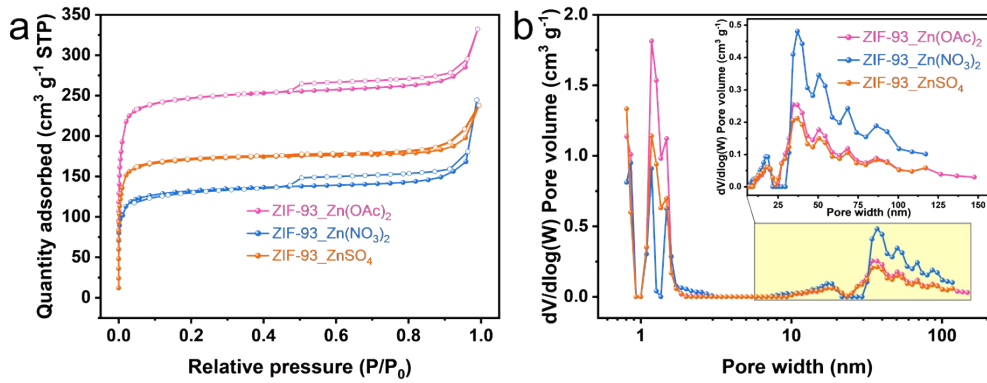 a
Quantity adsorbed (cm³ g⁻¹ STP)
350
300
250
200
150
100
50
0
0.0 0.2 0.4 0.6 0.8 1.0
Relative pressure (P/P₀)
ZIF-93_Zn(OAc)₂
ZIF-93_Zn(NO₃)₂
ZIF-93_ZnSO₄
b
dV/dlog(W) Pore volume (cm³ g⁻¹)
2.0
1.5
1.0
0.5
0.0
1 10 100
Pore width (nm)
dV/dlog(W) Pore volume (cm³ g⁻¹)
0.5
0.4
0.3
0.2
0.1
0.0
25 50 75 100 125 150
Pore width (nm)
ZIF-93_Zn(OAc)₂
ZIF-93_Zn(NO₃)₂
ZIF-93_ZnSO₄